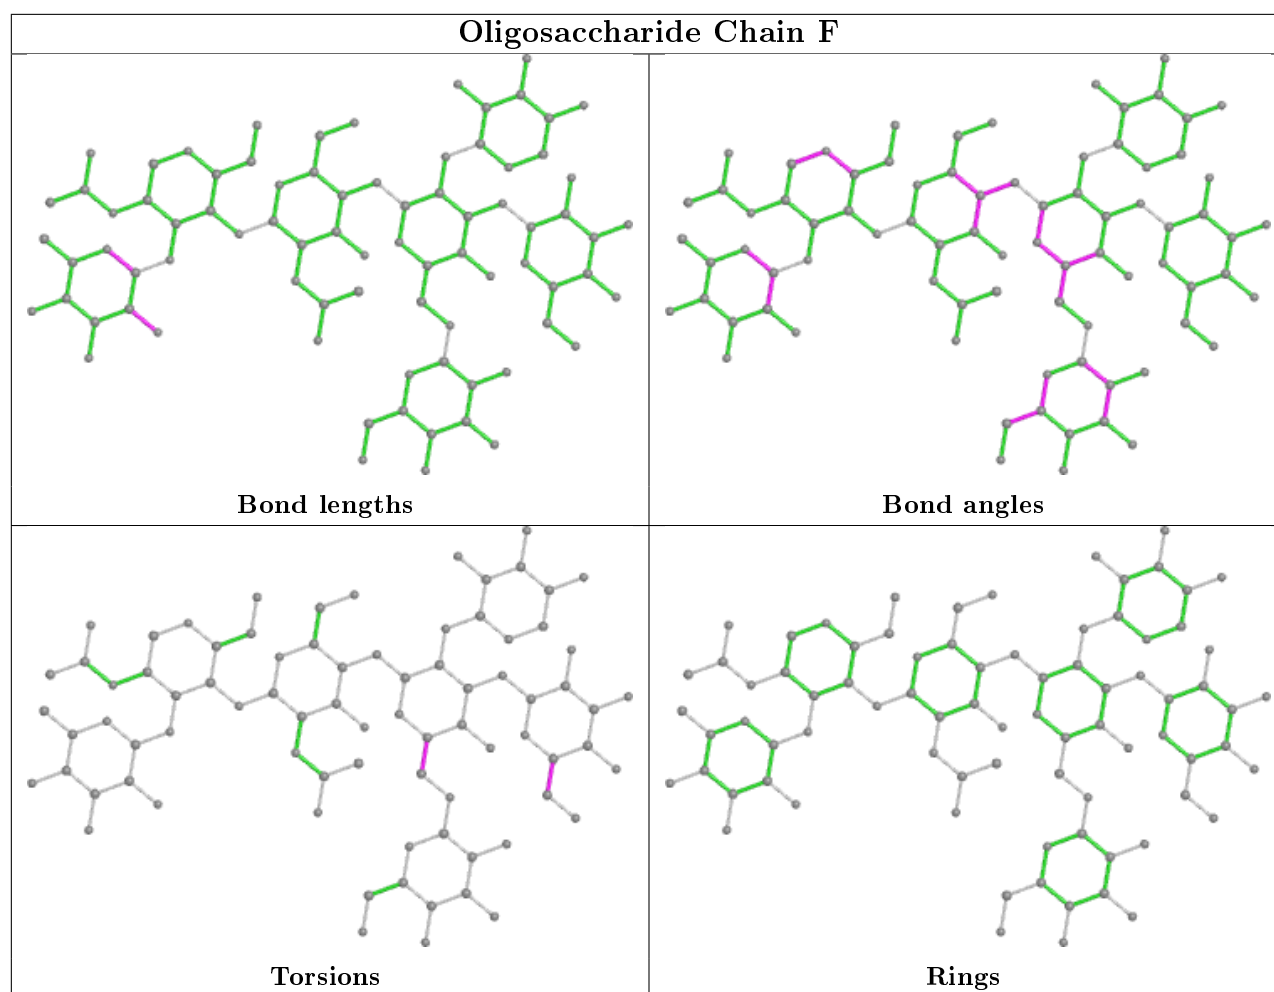 Oligosaccharide Chain F
Bond lengths
Bond angles
Torsions
Rings